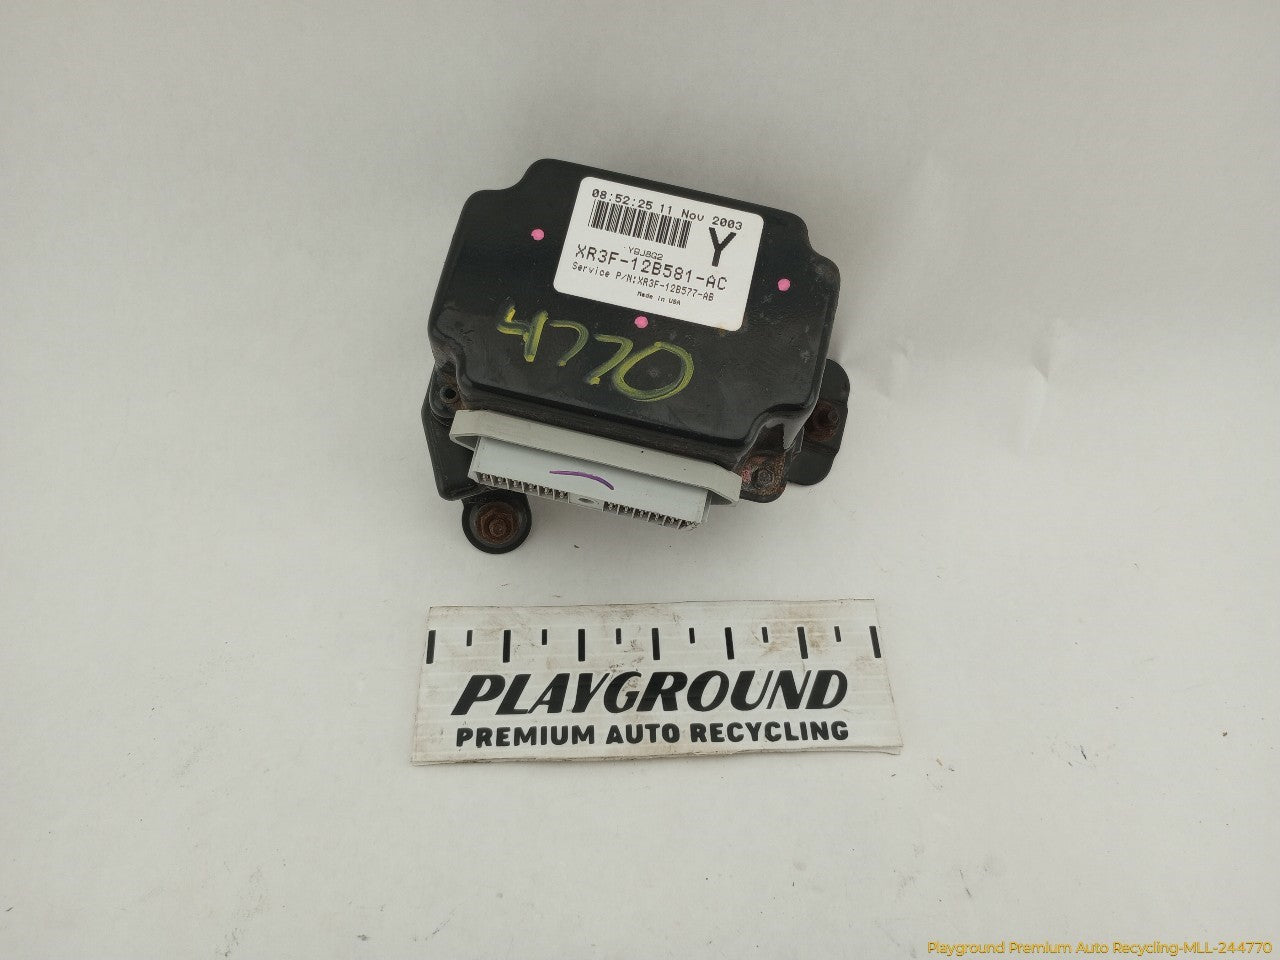 08:52:25 11 Nov 2003
Y
XR3F-12B581-AC
Service P/N:XR3F-12B577-AB
Made in USA
4770
PLAYGROUND
PREMIUM AUTO RECYCLING
Playground Premium Auto Recycling-MLL-244770